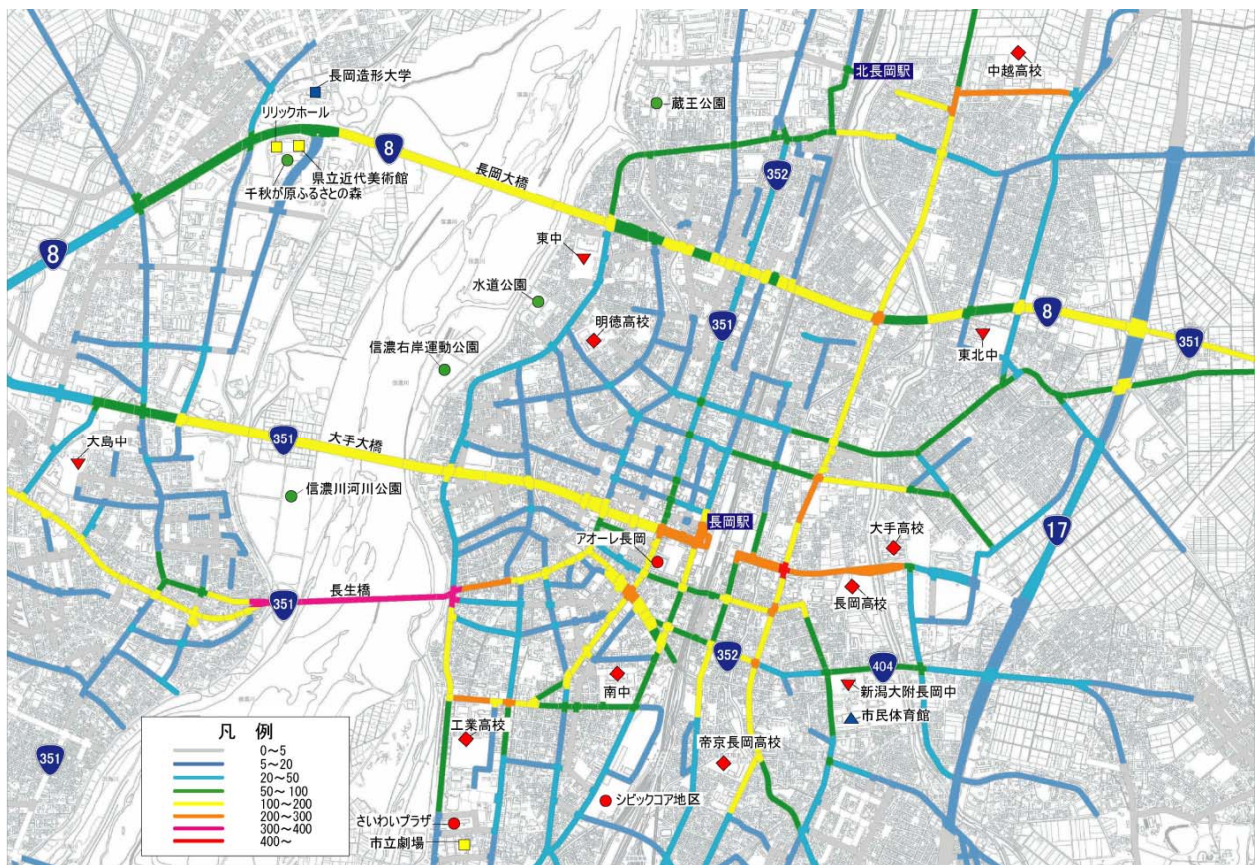 長岡造形大学
リリックホール
県立近代美術館
千秋が原ふるさとの森
8
8
長岡大橋
蔵王公園
北長岡駅
中越高校
352
東中
水道公園
明徳高校
信濃右岸運動公園
351
8
351
東北中
大島中
351
大手大橋
信濃川河川公園
長岡駅
アオーレ長岡
大手高校
17
長岡高校
長生橋
351
352
404
南中
新潟大附長岡中
市民体育館
工業高校
帝京長岡高校
シビックコア地区
さいわいプラザ
市立劇場
351
凡 例
0~5
5~20
20~50
50~100
100~200
200~300
300~400
400~